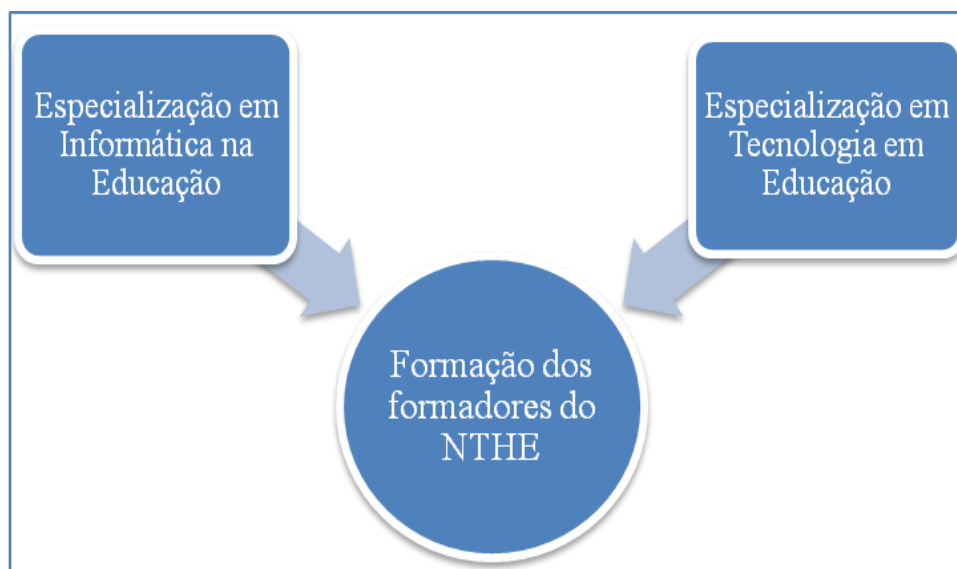 Especialização em
Informática na
Educação
Especialização em
Tecnologia em
Educação
Formação dos
formadores do
NTHE